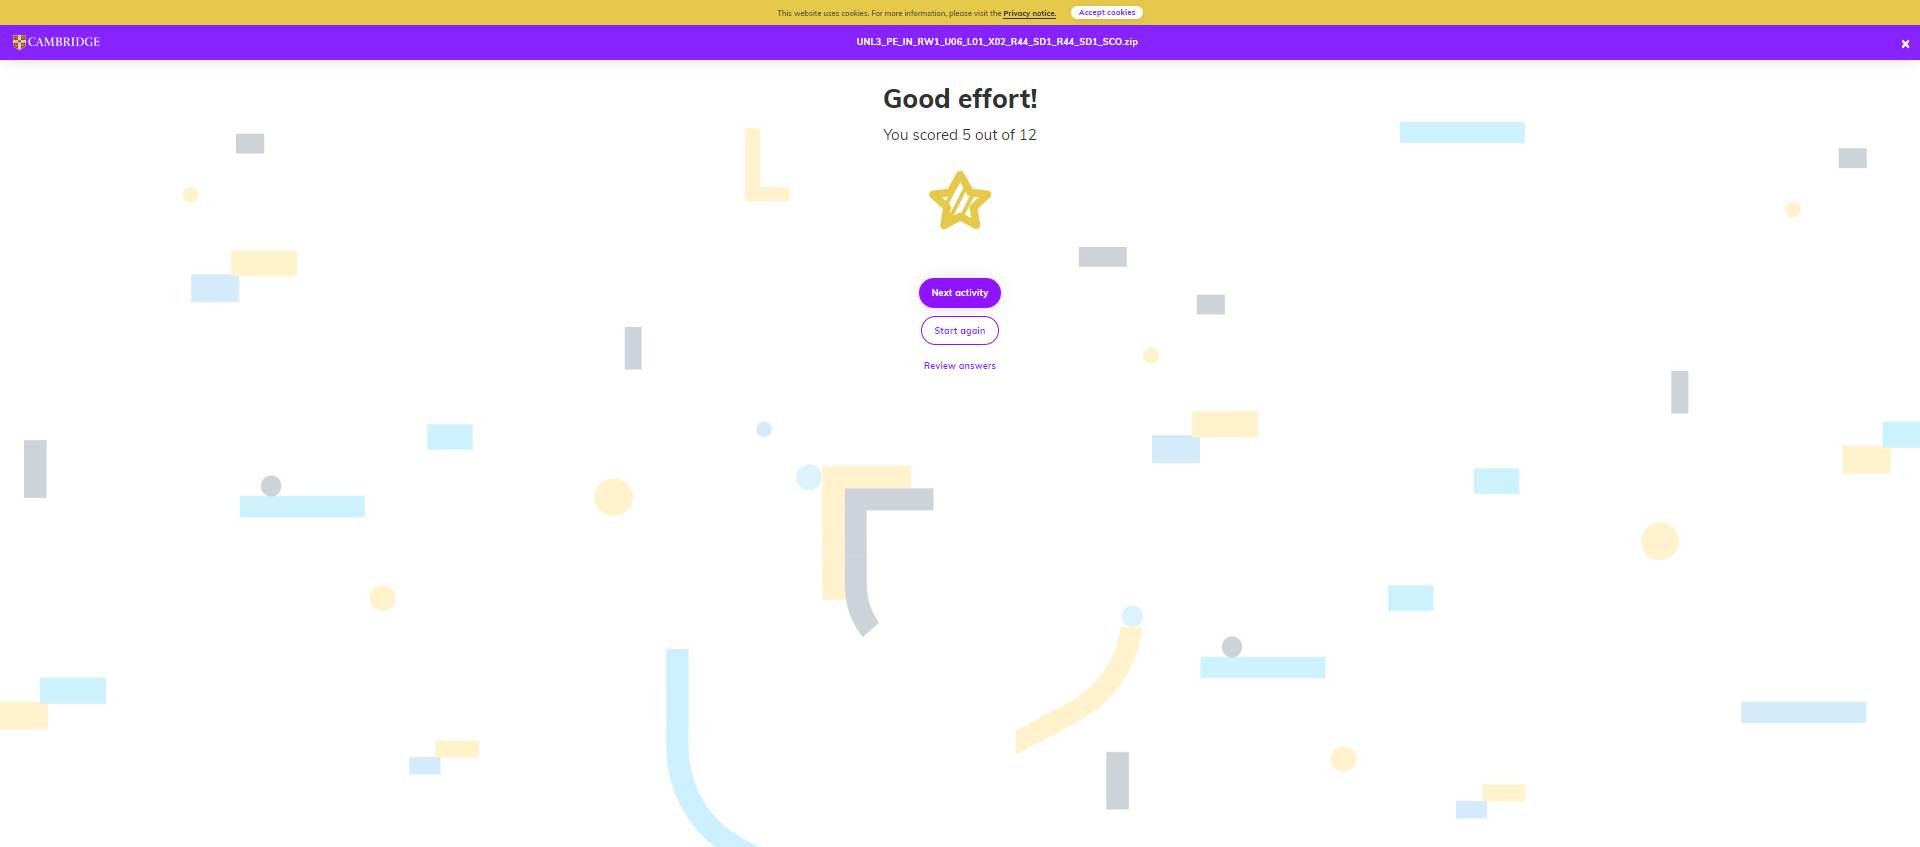 This website uses cookies. For more information, please visit the Privacy notice. Accept cookies
CAMBRIDGE
UNL3_PE_IN_RW1_U06_L01_X02_R44_SD1_R44_SD1_SCO.zip
Good effort!
You scored 5 out of 12
Next activity
Start again
Review answers